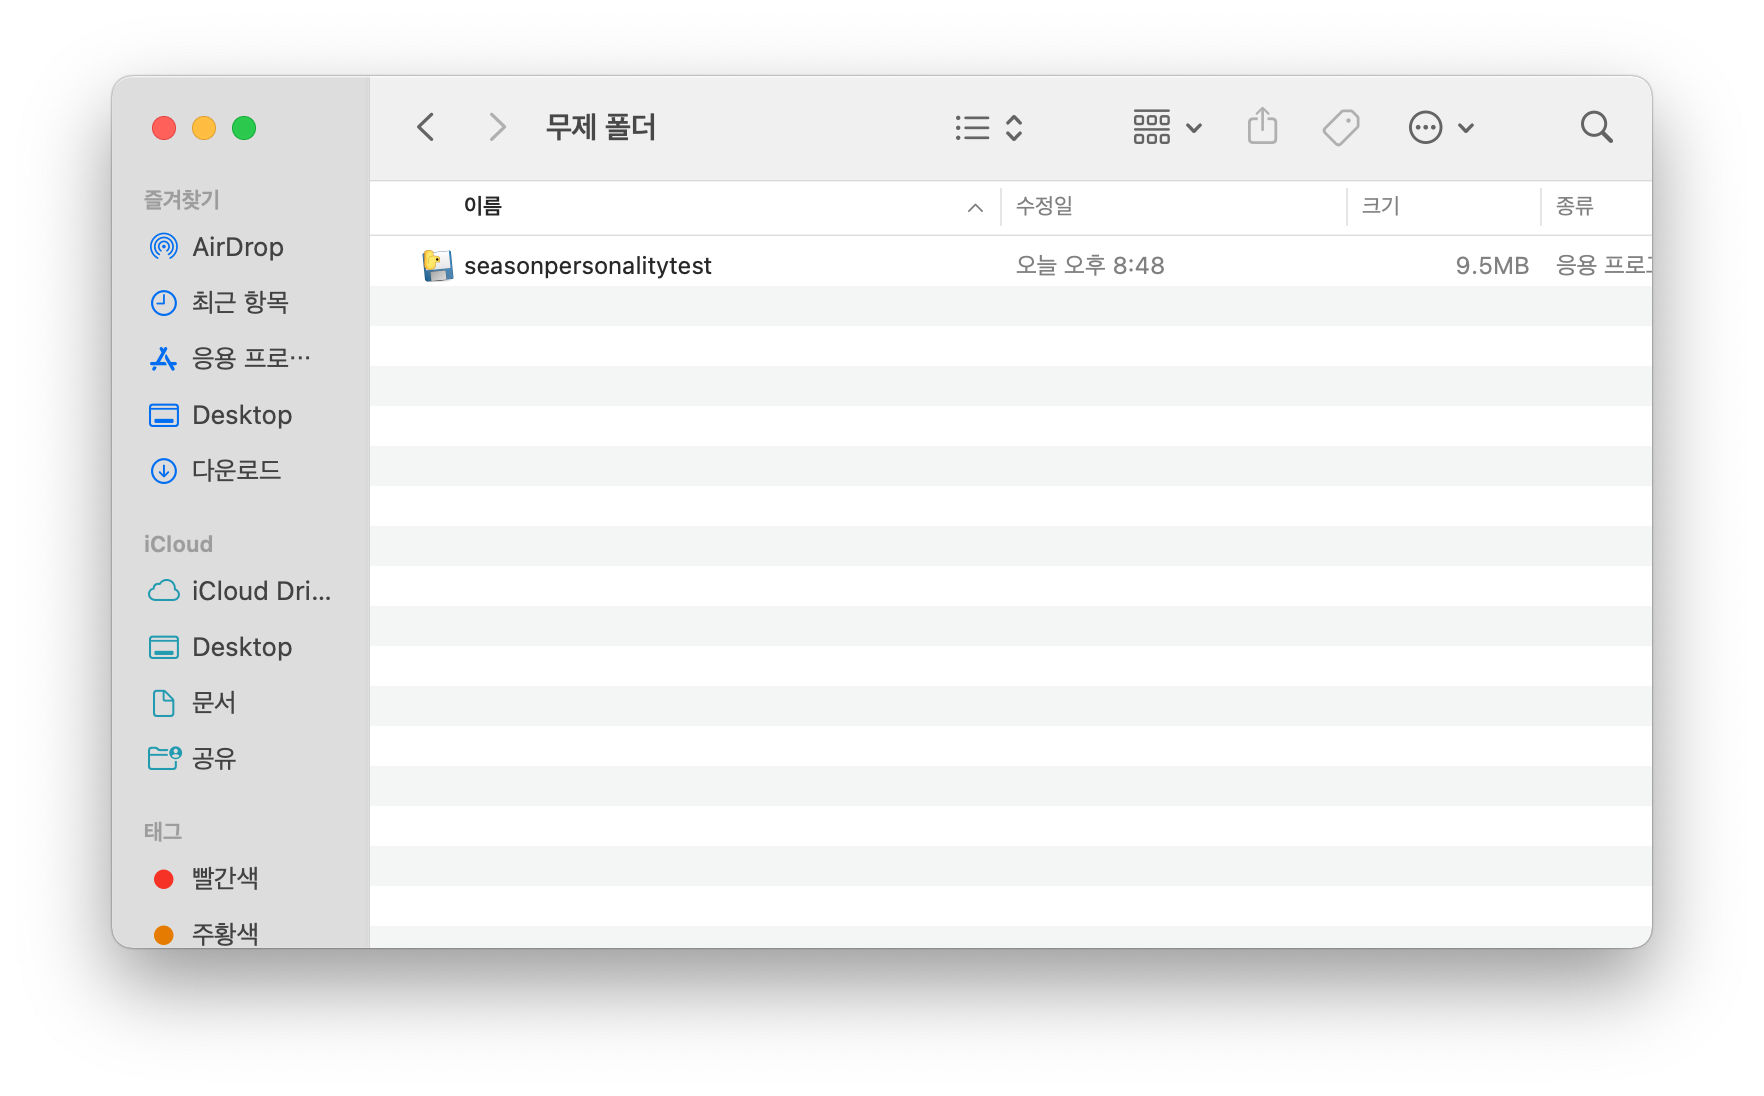 무제 폴더
즐겨찾기
AirDrop
최근 항목
응용 프로…
Desktop
다운로드
iCloud
iCloud Dri...
Desktop
문서
공유
태그
빨간색
주황색
이름 수정일 크기 종류
seasonpersonalitytest 오늘 오후 8:48 9.5MB 응용 프로